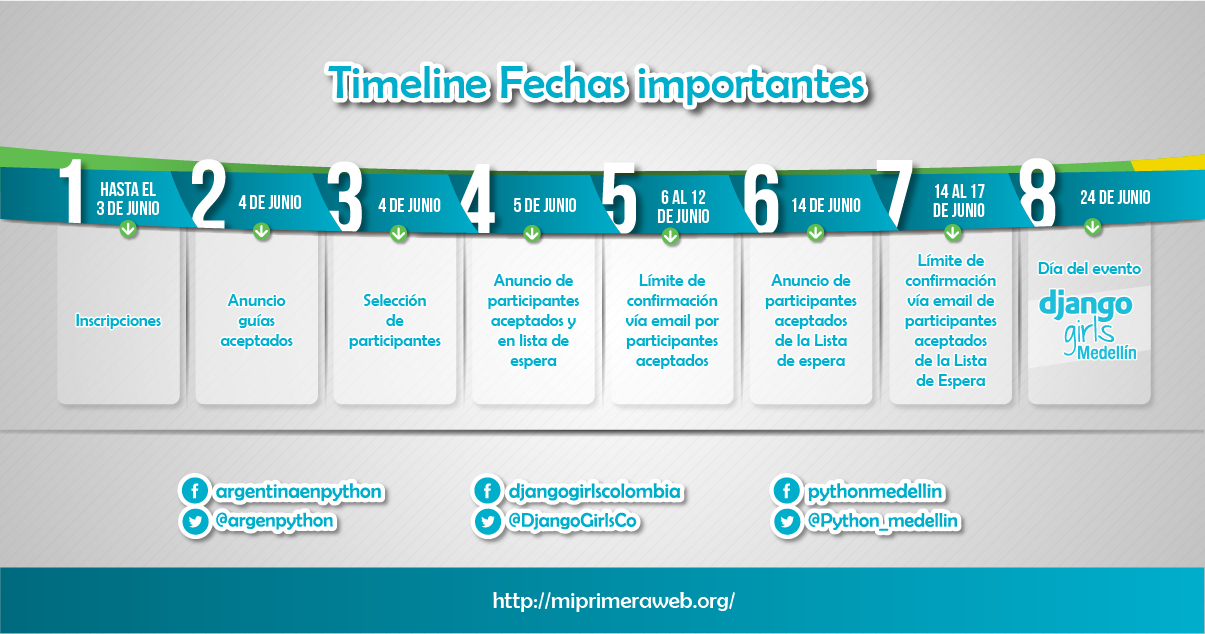 Timeline Fechas importantes
1
HASTA EL
3 DE JUNIO
Inscripciones
2
4 DE JUNIO
Anuncio
guías
aceptados
3
4 DE JUNIO
Selección
de
participantes
4
5 DE JUNIO
Anuncio de
participantes
aceptados y
en lista de
espera
5
6 AL 12
DE JUNIO
Límite de
confirmación
vía email por
participantes
aceptados
6
14 DE JUNIO
Anuncio de
participantes
aceptados
de la Lista
de espera
7
14 AL 17
DE JUNIO
Límite de
confirmación
vía email de
participantes
aceptados
de la Lista
de Espera
8
24 DE JUNIO
Día del evento
django
girls
Medellín
argentinaenpython
@argenpython
djangogirlscolombia
@DjangoGirlsCo
pythonmedellin
@Python_medellin
http://miprimeraweb.org/